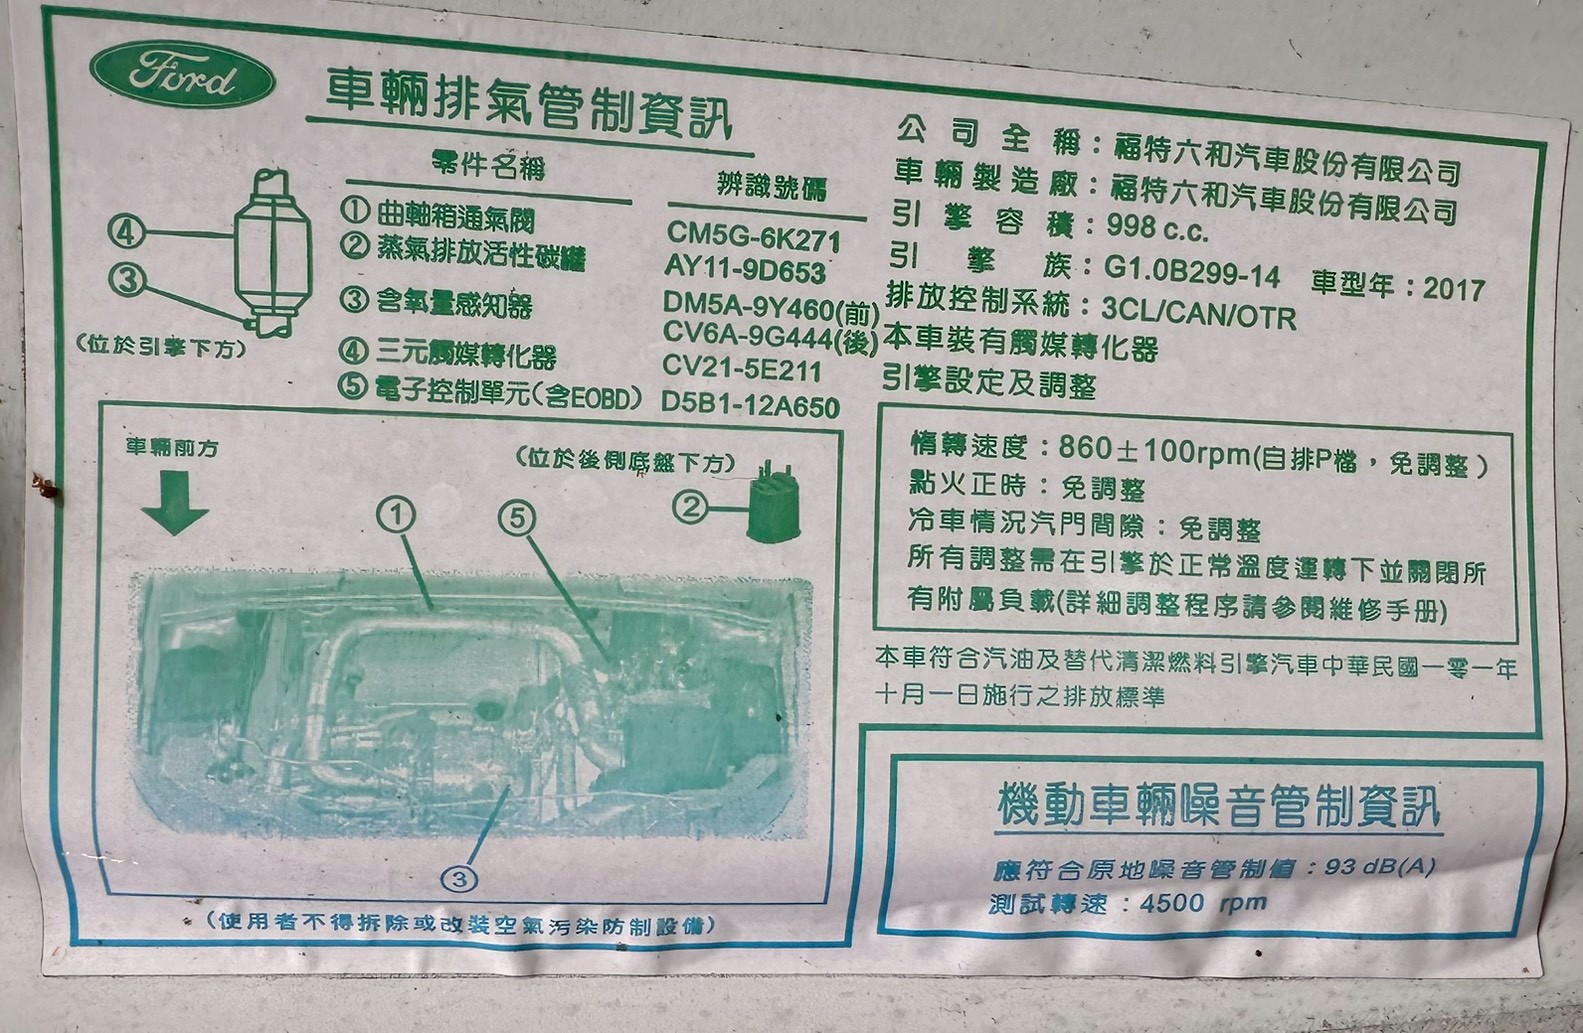 Ford
車輛排氣管制資訊
零件名稱
辨識號碼
①曲軸箱通氣閥
CM5G-6K271
②蒸氣排放活性碳罐
AY11-9D653
③含氧量感知器
DM5A-9Y460(前)
CV6A-9G444(後)
④三元觸媒轉化器
CV21-5E211
⑤電子控制單元(含EOBD)
D5B1-12A650
④
③
(位於引擎下方)
公司全稱：福特六和汽車股份有限公司
車輛製造廠：福特六和汽車股份有限公司
引擎容積：998 c.c.
引擎族：G1.0B299-14 車型年：2017
排放控制系統：3CL/CAN/OTR
本車裝有觸媒轉化器
引擎設定及調整
惰轉速度：860±100rpm(自排P檔，免調整)
點火正時：免調整
冷車情況汽門間隙：免調整
所有調整需在引擎於正常溫度運轉下並關閉所
有附屬負載(詳細調整程序請參閱維修手册)
本車符合汽油及替代清潔燃料引擎汽車中華民國一零一年
十月一日施行之排放標準
車輛前方
(位於後側底盤下方)
①
⑤
②
③
(使用者不得拆除或改裝空氣污染防制設備)
機動車輛噪音管制資訊
應符合原地噪音管制值：93 dB(A)
測試轉速：4500 rpm